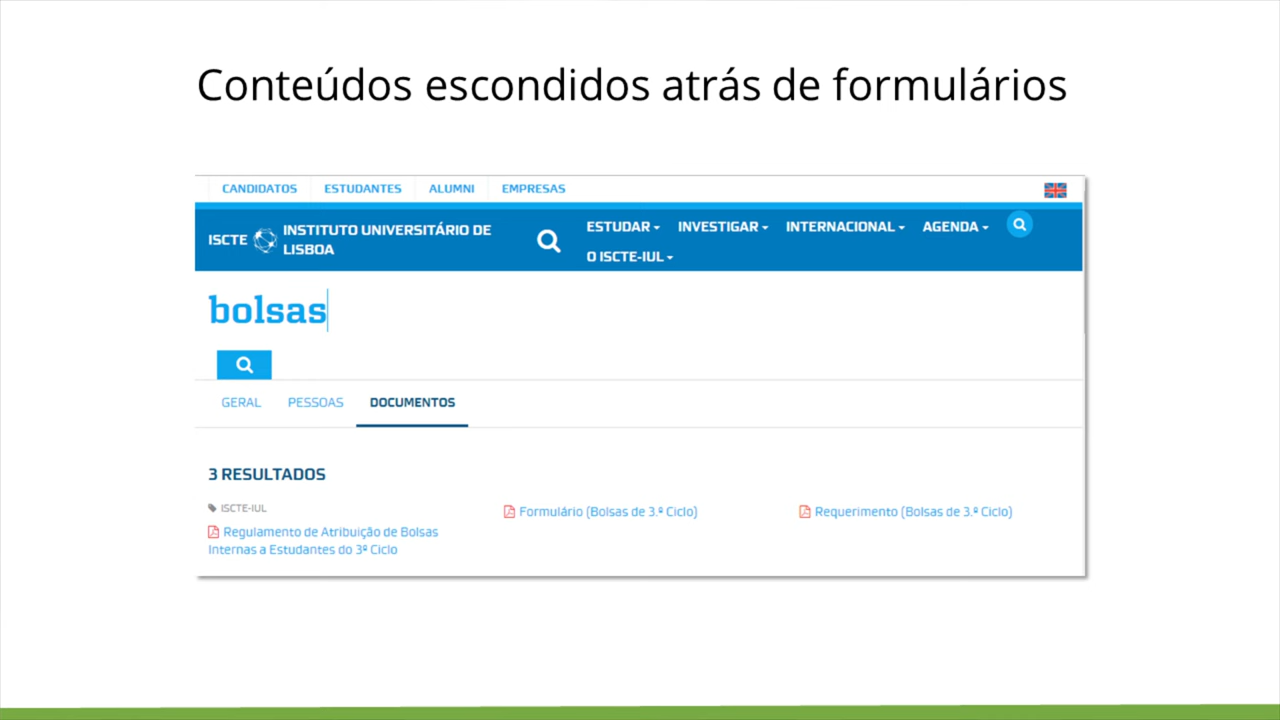 Conteúdos escondidos atrás de formulários
CANDIDATOS ESTUDANTES ALUMNI EMPRESAS
ISCTE INSTITUTO UNIVERSITÁRIO DE
LISBOA
ESTUDAR INVESTIGAR INTERNACIONAL AGENDA
O ISCTE-IUL
bolsas
GERAL PESSOAS DOCUMENTOS
3 RESULTADOS
ISCTE-IUL
Regulamento de Atribuição de Bolsas
Internas a Estudantes do 3º Ciclo
Formulário (Bolsas de 3.º Ciclo)
Requerimento (Bolsas de 3.º Ciclo)